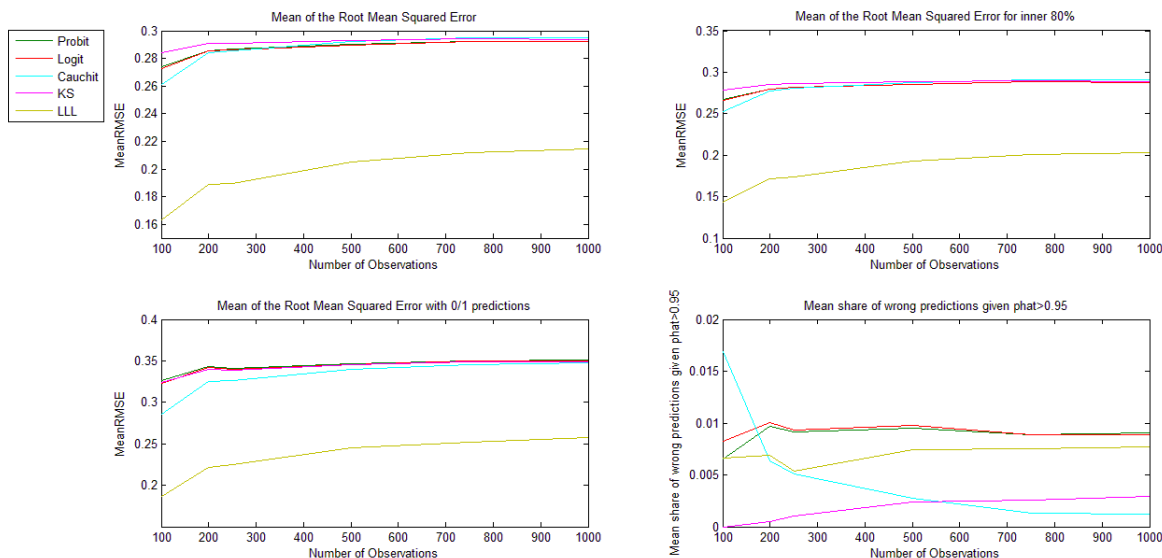 Probit
Logit
Cauchit
KS
LLL
Mean of the Root Mean Squared Error
MeanRMSE
0.3
0.28
0.26
0.24
0.22
0.2
0.18
0.16
100 200 300 400 500 600 700 800 900 1000
Number of Observations
Mean of the Root Mean Squared Error for inner 80%
MeanRMSE
0.35
0.3
0.25
0.2
0.15
0.1
100 200 300 400 500 600 700 800 900 1000
Number of Observations
Mean of the Root Mean Squared Error with 0/1 predictions
MeanRMSE
0.4
0.35
0.3
0.25
0.2
100 200 300 400 500 600 700 800 900 1000
Number of Observations
Mean share of wrong predictions given phat>0.95
Mean share of wrong predictions given phat>0.95
0.02
0.015
0.01
0.005
0
100 200 300 400 500 600 700 800 900 1000
Number of Observations